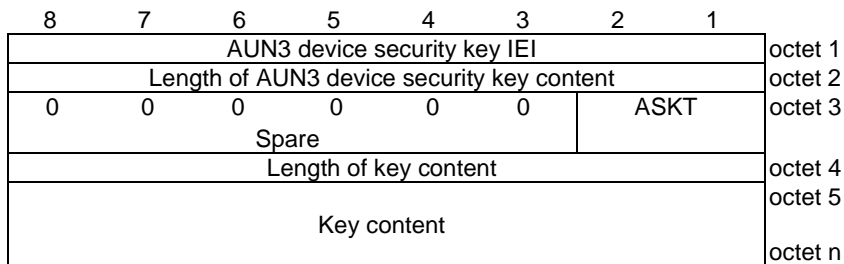 8 7 6 5 4 3 2 1
AUN3 device security key IEI octet 1
Length of AUN3 device security key content octet 2
0 0 0 0 0 0 ASKT octet 3
Spare
Length of key content octet 4
octet 5
Key content
octet n